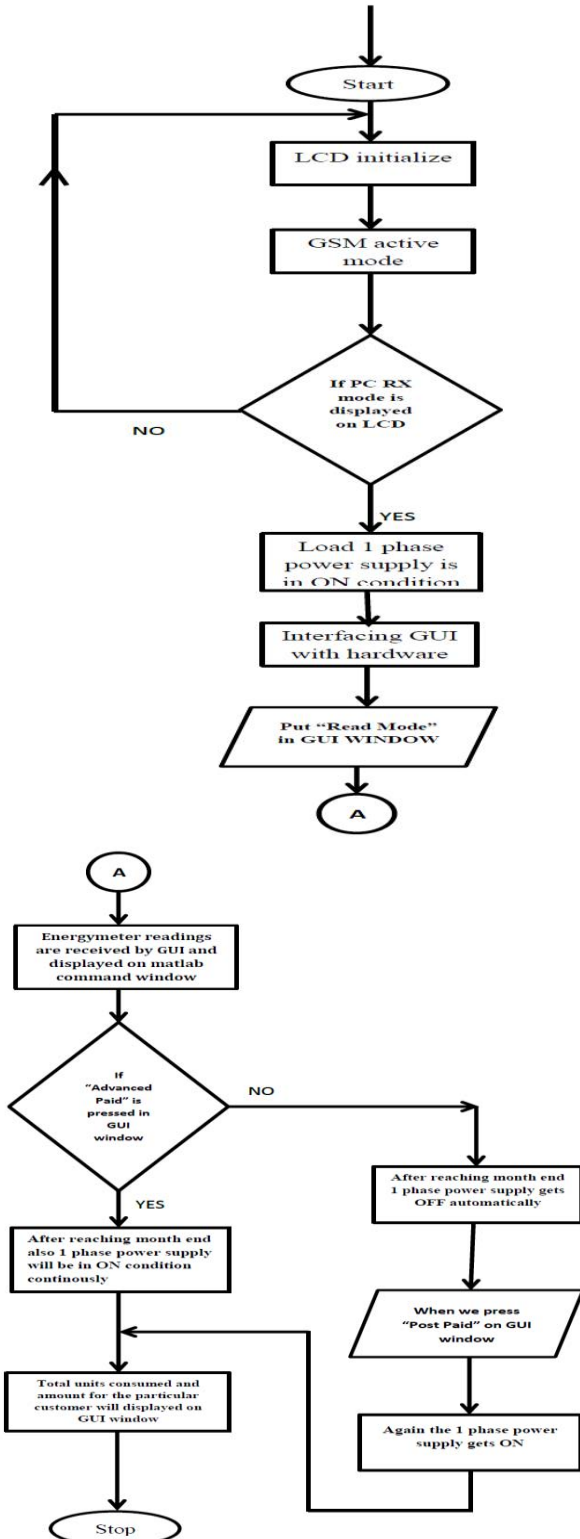 Start
LCD initialize
GSM active
mode
If PC RX
mode is
displayed
on LCD
NO
YES
Load 1 phase
power supply is
in ON condition
Interfacing GUI
with hardware
Put “Read Mode”
in GUI WINDOW
A
A
Energymeter readings
are received by GUI and
displayed on matlab
command window
If
“Advanced
Paid” is
pressed in
GUI
window
NO
YES
After reaching month end
1 phase power supply gets
OFF automatically
After reaching month end
also 1 phase power supply
will be in ON condition
continously
When we press
“Post Paid” on GUI
window
Total units consumed and
amount for the particular
customer will displayed on
GUI window
Again the 1 phase power
supply gets ON
Stop